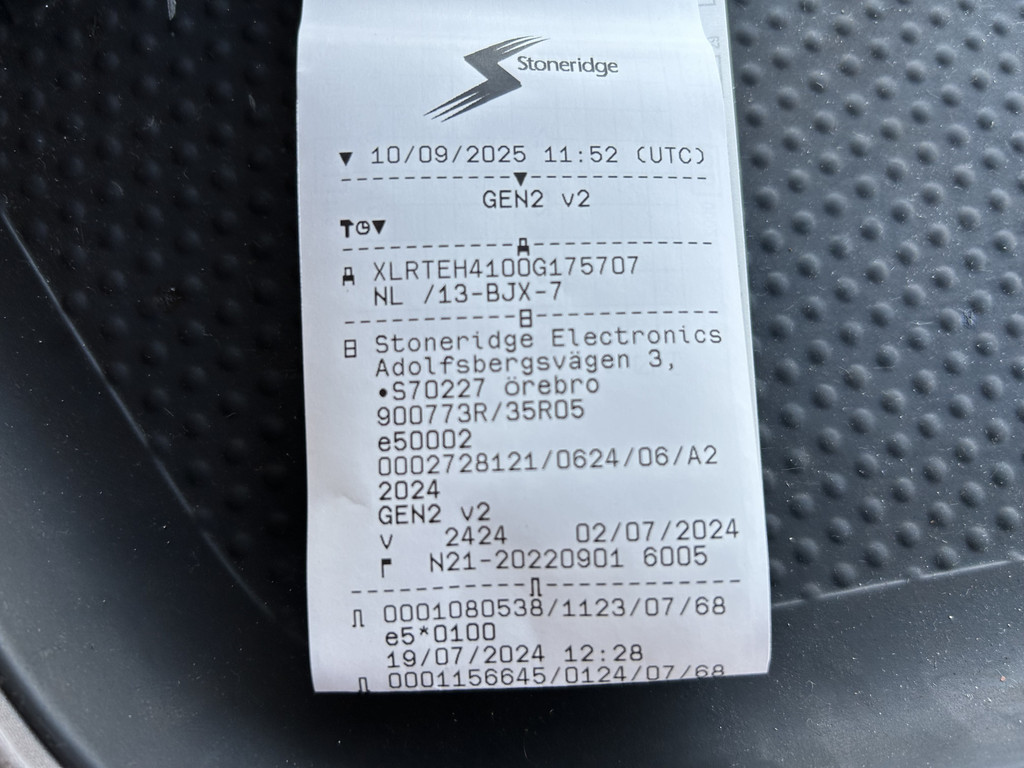 Stoneridge
▼ 10/09/2025 11:52 (UTC)
GEN2 v2
XLRTEH4100G175707
NL /13-BJX-7
Stoneridge Electronics
Adolfsbergsvägen 3,
•S70227 örebro
900773R/35R05
e50002
0002728121/0624/06/A2
2024
GEN2 v2
v 2424 02/07/2024
N21-20220901 6005
0001080538/1123/07/68
e5*0100
19/07/2024 12:28
0001156645/0124/07/68